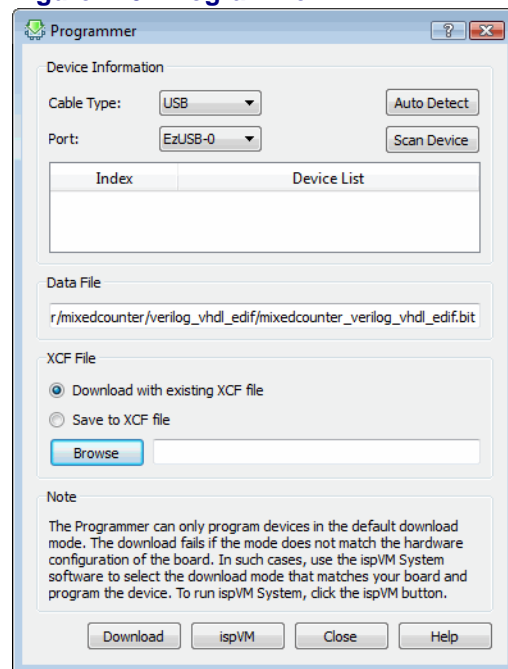 Programmer
Device Information
Cable Type: USB Auto Detect
Port: EzUSB-0 Scan Device
Index Device List
Data File
r/mixedcounter/verilog_vhdl_edif/mixedcounter_verilog_vhdl_edif.bit
XCF File
Download with existing XCF file
Save to XCF file
Browse
Note
The Programmer can only program devices in the default download
mode. The download fails if the mode does not match the hardware
configuration of the board. In such cases, use the ispVM System
software to select the download mode that matches your board and
program the device. To run ispVM System, click the ispVM button.
Download ispVM Close Help